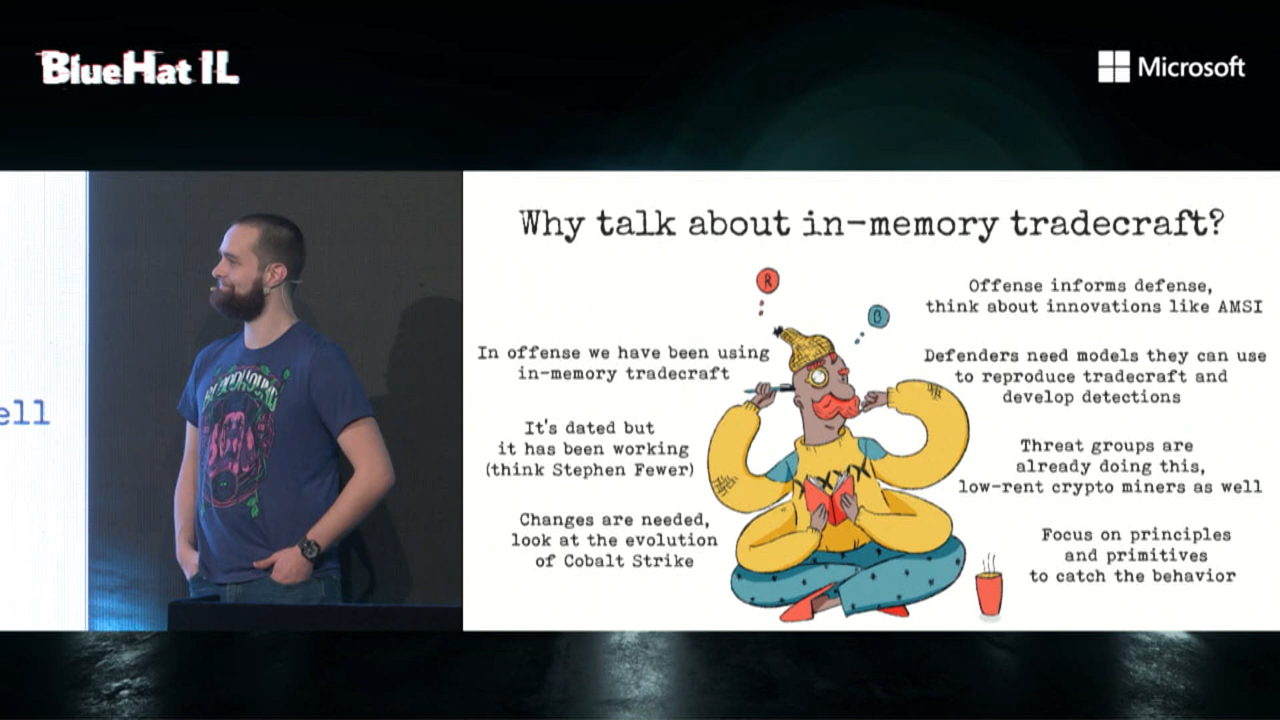 BlueHat IL
Microsoft
ell
BLOODHOUND
Why talk about in-memory tradecraft?
R
B
In offense we have been using
in-memory tradecraft
It's dated but
it has been working
(think Stephen Fewer)
Changes are needed,
look at the evolution
of Cobalt Strike
XXXX
Offense informs defense,
think about innovations like AMSI
Defenders need models they can use
to reproduce tradecraft and
develop detections
Threat groups are
already doing this,
low-rent crypto miners as well
Focus on principles
and primitives
to catch the behavior